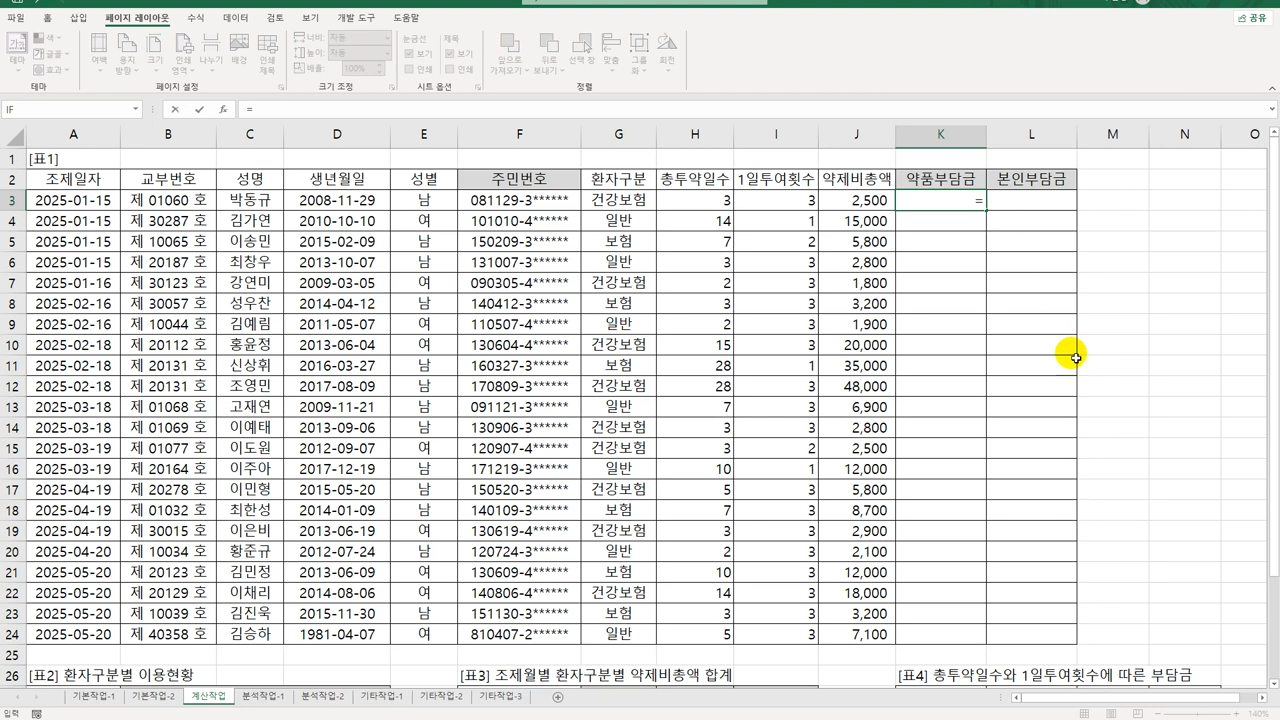 파일 홈 삽입 페이지 레이아웃 수식 데이터 검토 보기 개발 도구 도움말 공유
테마 색 글꼴 효과
여백 용지 방향 크기 인쇄 영역 나누기 배경 인쇄 제목
너비: 자동
높이: 자동
배율: 100%
눈금선 제목
보기 보기
인쇄 인쇄
앞으로 가져오기 뒤로 보내기 선택 창 맞춤 그룹화 회전
테마 페이지 설정 크기 조정 시트 옵션 정렬
IF fx =
A B C D E F G H I J K L M N O
1 [표1]
2 조제일자 교부번호 성명 생년월일 성별 주민번호 환자구분 총투약일수 1일투여횟수 약제비총액 약품부담금 본인부담금
3 2025-01-15 제 01060 호 박동규 2008-11-29 남 081129-3****** 건강보험 3 3 2,500 =
4 2025-01-15 제 30287 호 김가연 2010-10-10 여 101010-4****** 일반 14 1 15,000
5 2025-01-15 제 10065 호 이송민 2015-02-09 남 150209-3****** 보험 7 2 5,800
6 2025-01-15 제 20187 호 최창우 2013-10-07 남 131007-3****** 일반 3 3 2,800
7 2025-01-16 제 30123 호 강연미 2009-03-05 여 090305-4****** 건강보험 2 3 1,800
8 2025-02-16 제 30057 호 성우찬 2014-04-12 남 140412-3****** 보험 3 3 3,200
9 2025-02-16 제 10044 호 김예림 2011-05-07 여 110507-4****** 일반 2 3 1,900
10 2025-02-18 제 20112 호 홍윤정 2013-06-04 여 130604-4****** 건강보험 15 3 20,000
11 2025-02-18 제 20131 호 신상휘 2016-03-27 남 160327-3****** 보험 28 1 35,000
12 2025-02-18 제 20131 호 조영민 2017-08-09 남 170809-3****** 건강보험 28 3 48,000
13 2025-03-18 제 01068 호 고재연 2009-11-21 남 091121-3****** 일반 7 3 6,900
14 2025-03-18 제 01069 호 이예태 2013-09-06 남 130906-3****** 건강보험 3 3 2,800
15 2025-03-19 제 01077 호 이도원 2012-09-07 여 120907-4****** 건강보험 3 2 2,500
16 2025-03-19 제 20164 호 이주아 2017-12-19 남 171219-3****** 일반 10 1 12,000
17 2025-04-19 제 20278 호 이민형 2015-05-20 남 150520-3****** 건강보험 5 3 5,800
18 2025-04-19 제 01032 호 최한성 2014-01-09 남 140109-3****** 보험 7 3 8,700
19 2025-04-19 제 30015 호 이은비 2013-06-19 여 130619-4****** 건강보험 3 3 2,900
20 2025-04-20 제 10034 호 황준규 2012-07-24 남 120724-3****** 일반 2 3 2,100
21 2025-05-20 제 20123 호 김민정 2013-06-09 여 130609-4****** 보험 10 3 12,000
22 2025-05-20 제 20129 호 이채리 2014-08-06 여 140806-4****** 건강보험 14 3 18,000
23 2025-05-20 제 10039 호 김진욱 2015-11-30 남 151130-3****** 보험 3 3 3,200
24 2025-05-20 제 40358 호 김승하 1981-04-07 여 810407-2****** 일반 5 3 7,100
25
26 [표2] 환자구분별 이용현황 [표3] 조제월별 환자구분별 약제비총액 합계 [표4] 총투약일수와 1일투여횟수에 따른 부담금
기본작업-1 기본작업-2 계산작업 분석작업-1 분석작업-2 기타작업-1 기타작업-2 기타작업-3
입력 140%